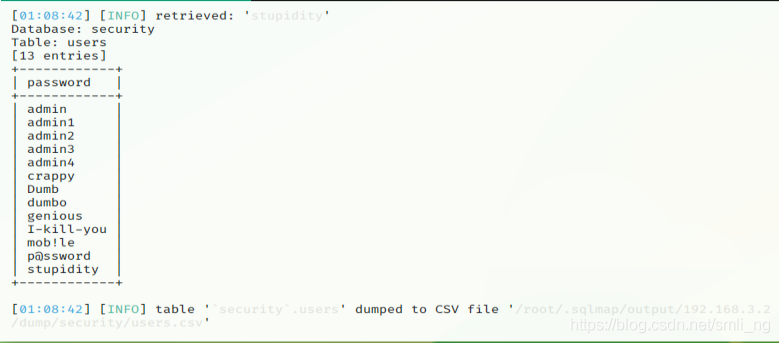 [01:08:42] [INFO] retrieved: 'stupidity'
Database: security
Table: users
[13 entries]
+------------+
| password   |
+------------+
| admin      |
| admin1     |
| admin2     |
| admin3     |
| admin4     |
| crappy     |
| Dumb       |
| dumbo      |
| genious    |
| I-kill-you |
| mob!le     |
| p@ssword   |
| stupidity  |
+------------+
[01:08:42] [INFO] table '`security`.users' dumped to CSV file '/root/.sqlmap/output/192.168.3.2
/dump/security/users.csv'
https://blog.csdn.net/smli_ng